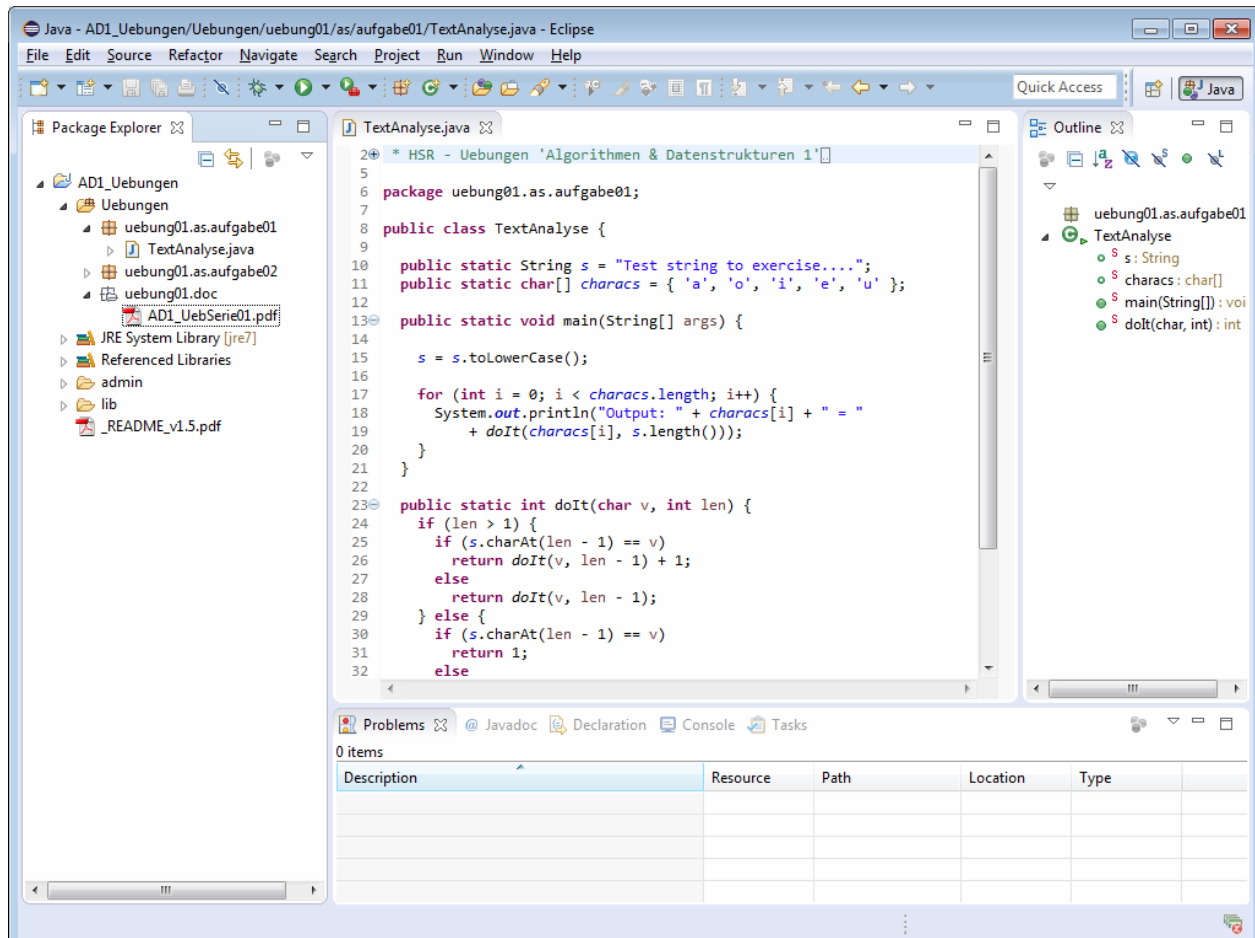 Java - AD1_Uebungen/Uebungen/uebung01/as/aufgabe01/TextAnalyse.java - Eclipse
File Edit Source Refactor Navigate Search Project Run Window Help
Quick Access Java
Package Explorer
AD1_Uebungen
Uebungen
uebung01.as.aufgabe01
TextAnalyse.java
uebung01.as.aufgabe02
uebung01.doc
AD1_UebSerie01.pdf
JRE System Library [jre7]
Referenced Libraries
admin
lib
_README_v1.5.pdf
TextAnalyse.java
2 * HSR - Uebungen 'Algorithmen & Datenstrukturen 1'
5
6 package uebung01.as.aufgabe01;
7
8 public class TextAnalyse {
9
10 public static String s = "Test string to exercise....";
11 public static char[] characs = { 'a', 'o', 'i', 'e', 'u' };
12
13 public static void main(String[] args) {
14
15 s = s.toLowerCase();
16
17 for (int i = 0; i < characs.length; i++) {
18 System.out.println("Output: " + characs[i] + " = "
19 + doIt(characs[i], s.length()));
20 }
21 }
22
23 public static int doIt(char v, int len) {
24 if (len > 1) {
25 if (s.charAt(len - 1) == v)
26 return doIt(v, len - 1) + 1;
27 else
28 return doIt(v, len - 1);
29 } else {
30 if (s.charAt(len - 1) == v)
31 return 1;
32 else
Outline
uebung01.as.aufgabe01
TextAnalyse
S s : String
S characs : char[]
S main(String[]) : voi
S doIt(char, int) : int
Problems @ Javadoc Declaration Console Tasks
0 items
Description Resource Path Location Type